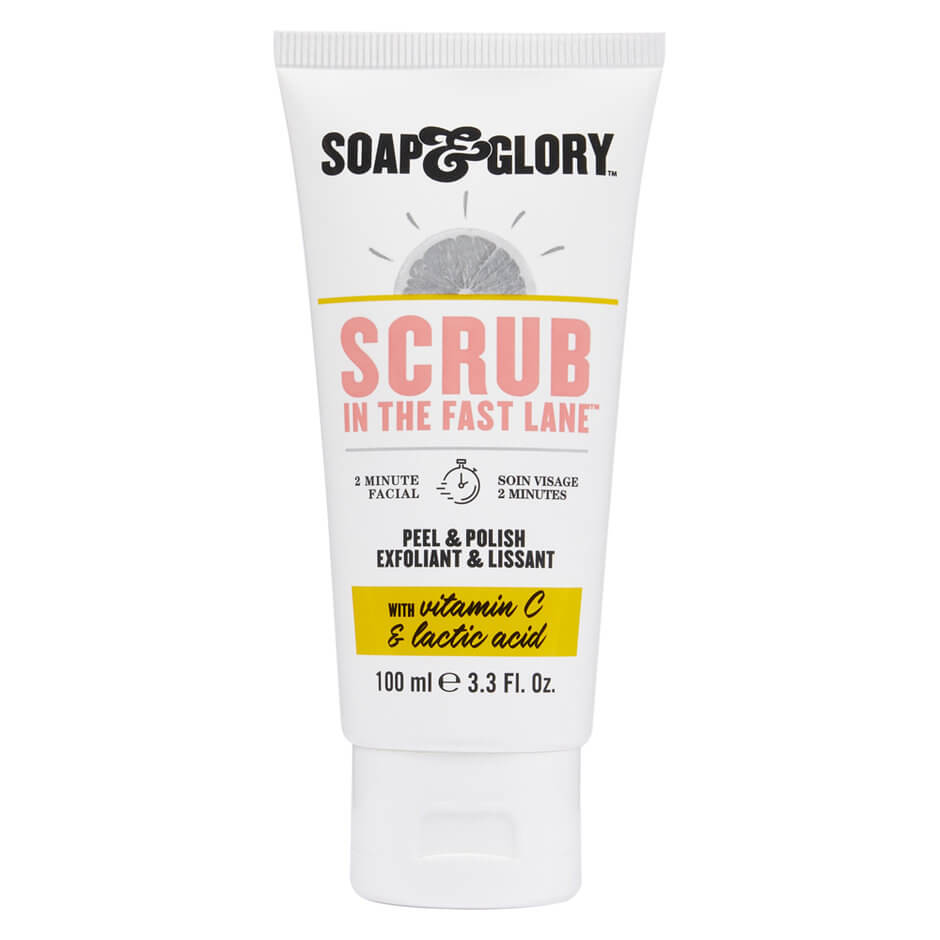 SOAP&GLORY™
SCRUB
IN THE FAST LANE™
2 MINUTE
FACIAL
SOIN VISAGE
2 MINUTES
PEEL & POLISH
EXFOLIANT & LISSANT
WITH vitamin C
& lactic acid
100 ml ℮ 3.3 Fl. Oz.